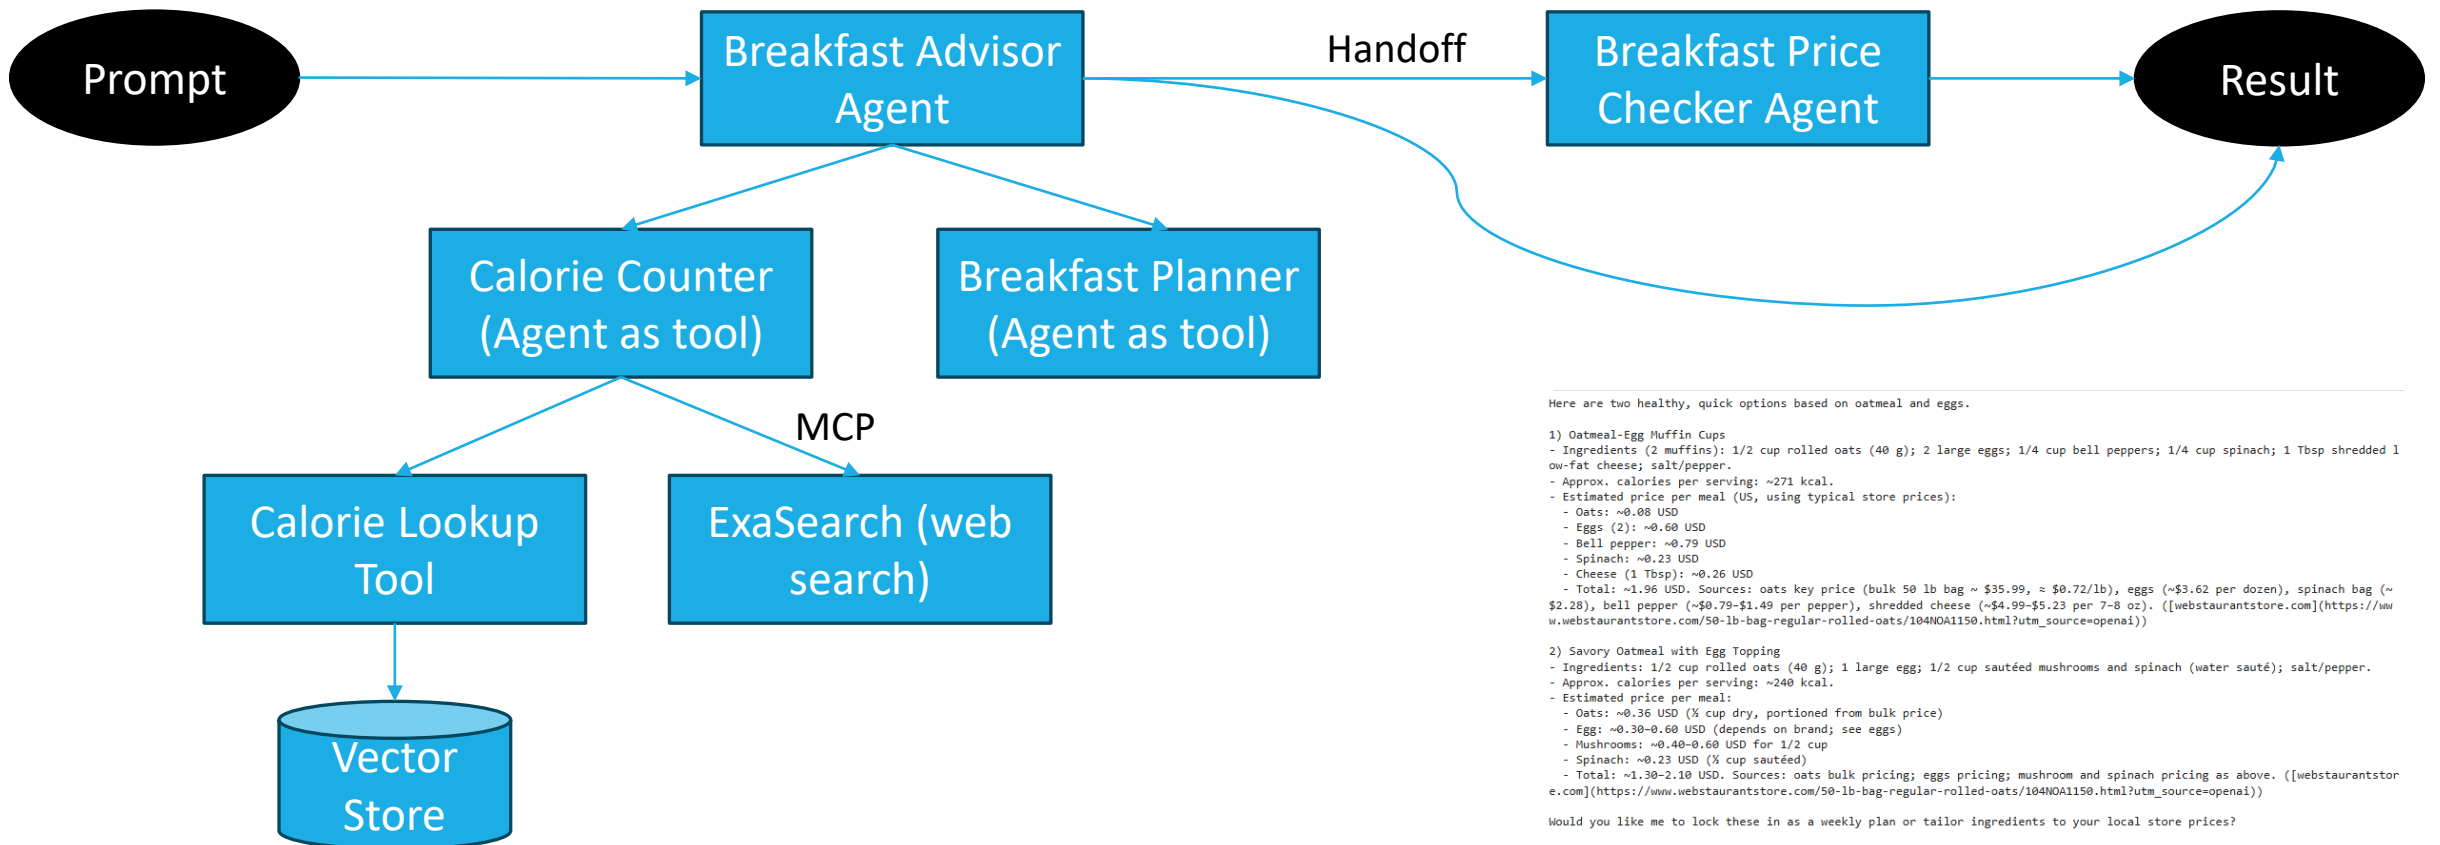 Prompt
Breakfast Advisor
Agent
Handoff
Breakfast Price
Checker Agent
Result
Calorie Counter
(Agent as tool)
Breakfast Planner
(Agent as tool)
MCP
Calorie Lookup
Tool
ExaSearch (web
search)
Vector
Store
Here are two healthy, quick options based on oatmeal and eggs.
1) Oatmeal-Egg Muffin Cups
- Ingredients (2 muffins): 1/2 cup rolled oats (40 g); 2 large eggs; 1/4 cup bell peppers; 1/4 cup spinach; 1 Tbsp shredded l
ow-fat cheese; salt/pepper.
- Approx. calories per serving: ~271 kcal.
- Estimated price per meal (US, using typical store prices):
- Oats: ~0.08 USD
- Eggs (2): ~0.60 USD
- Bell pepper: ~0.79 USD
- Spinach: ~0.23 USD
- Cheese (1 Tbsp): ~0.26 USD
- Total: ~1.96 USD. Sources: oats key price (bulk 50 lb bag ~ $35.99, ≈ $0.72/lb), eggs (~$3.62 per dozen), spinach bag (~
$2.28), bell pepper (~$0.79–$1.49 per pepper), shredded cheese (~$4.99–$5.23 per 7–8 oz). ([webstaurantstore.com](https://ww
w.webstaurantstore.com/50-lb-bag-regular-rolled-oats/104NOA1150.html?utm_source=openai))
2) Savory Oatmeal with Egg Topping
- Ingredients: 1/2 cup rolled oats (40 g); 1 large egg; 1/2 cup sautéed mushrooms and spinach (water sauté); salt/pepper.
- Approx. calories per serving: ~240 kcal.
- Estimated price per meal:
- Oats: ~0.36 USD (½ cup dry, portioned from bulk price)
- Egg: ~0.30–0.60 USD (depends on brand; see eggs)
- Mushrooms: ~0.40–0.60 USD for 1/2 cup
- Spinach: ~0.23 USD (cup sautéed)
- Total: ~1.30–2.10 USD. Sources: oats bulk pricing; eggs pricing; mushroom and spinach pricing as above. ([webstaurantstor
e.com](https://www.webstaurantstore.com/50-lb-bag-regular-rolled-oats/104NOA1150.html?utm_source=openai))
Would you like me to lock these in as a weekly plan or tailor ingredients to your local store prices?